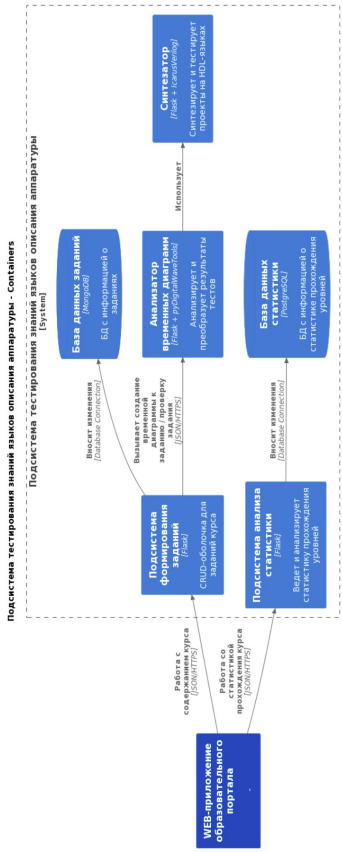 Подсистема тестирования знаний языков описания аппаратуры - Containers
Подсистема тестирования знаний языков описания аппаратуры
[System]
WEB-приложение
образовательного
портала
.
Работа с
содержанием курса
[JSON/HTTPS]
Работа со
статистикой
прохождения курса
[JSON/HTTPS]
Подсистема
формирования
заданий
[Flask]
CRUD-оболочка для
заданий курса
Подсистема анализа
статистики
[Flask]
Ведет и анализирует
статистику прохождения
уровней
Вносит изменения
[Database Connection]
Вызывает создание
временной
диаграммы к
заданию / проверку
задания
[JSON/HTTPS]
Вносит изменения
[Database Connection]
База данных заданий
[MongoDB]
БД с информацией о
заданиях
Анализатор
временных диаграмм
[Flask + pyDigitalWaveTools]
Анализирует и
преобразует результаты
тестов
База данных
статистики
[PostgreSQL]
БД с информацией о
статистике прохождения
уровней
Использует
Синтезатор
[Flask + IcarusVerilog]
Синтезирует и тестирует
проекты на HDL-языках